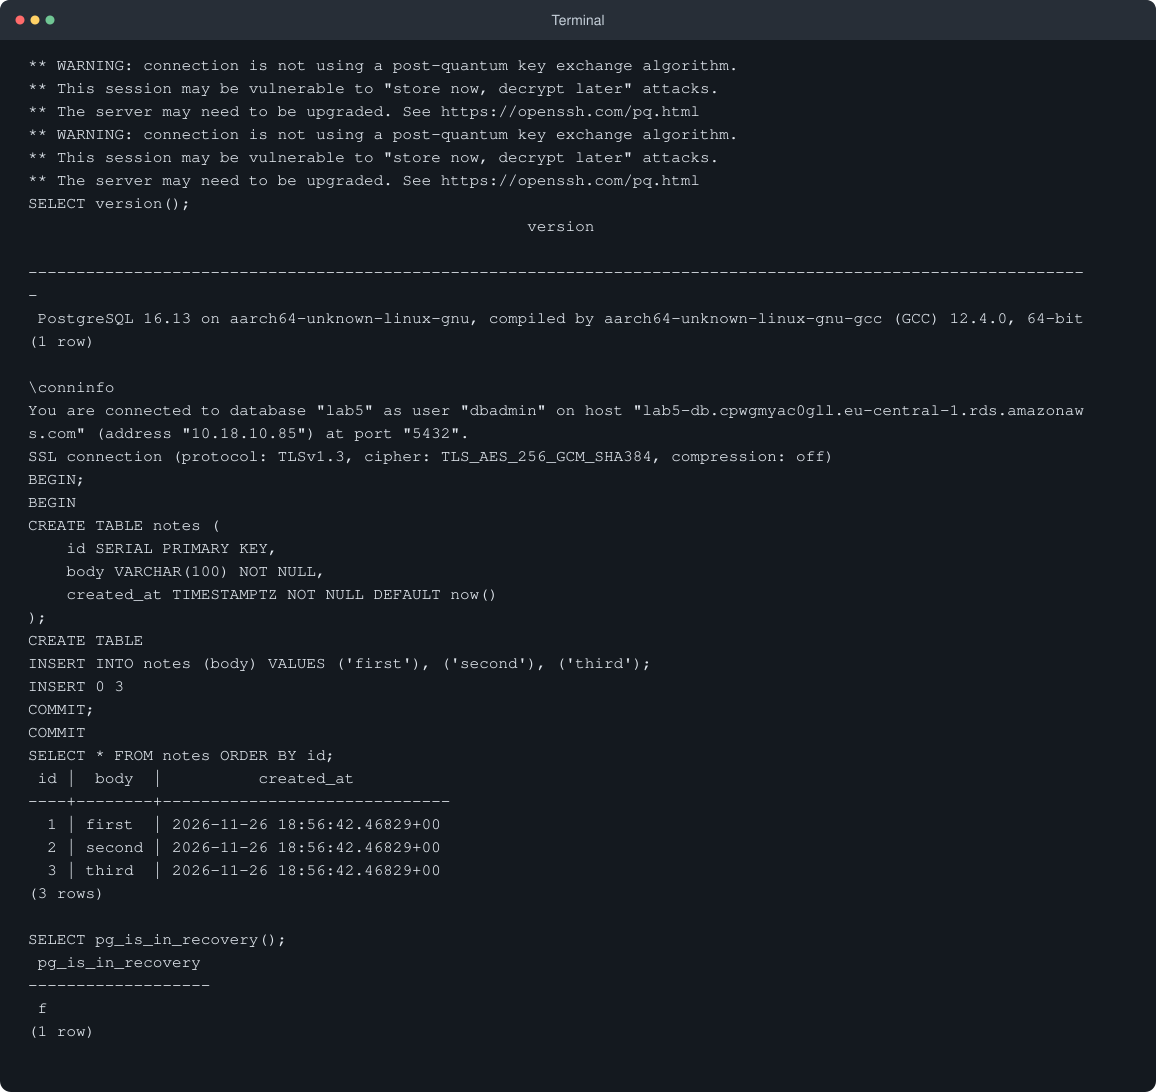 Terminal
** WARNING: connection is not using a post-quantum key exchange algorithm.
** This session may be vulnerable to "store now, decrypt later" attacks.
** The server may need to be upgraded. See https://openssh.com/pq.html
** WARNING: connection is not using a post-quantum key exchange algorithm.
** This session may be vulnerable to "store now, decrypt later" attacks.
** The server may need to be upgraded. See https://openssh.com/pq.html
SELECT version();
                                                    version

--------------------------------------------------------------------------------------------------------------
-
 PostgreSQL 16.13 on aarch64-unknown-linux-gnu, compiled by aarch64-unknown-linux-gnu-gcc (GCC) 12.4.0, 64-bit
(1 row)

\conninfo
You are connected to database "lab5" as user "dbadmin" on host "lab5-db.cpwgmyac0gll.eu-central-1.rds.amazonaw
s.com" (address "10.18.10.85") at port "5432".
SSL connection (protocol: TLSv1.3, cipher: TLS_AES_256_GCM_SHA384, compression: off)
BEGIN;
BEGIN
CREATE TABLE notes (
    id SERIAL PRIMARY KEY,
    body VARCHAR(100) NOT NULL,
    created_at TIMESTAMPTZ NOT NULL DEFAULT now()
);
CREATE TABLE
INSERT INTO notes (body) VALUES ('first'), ('second'), ('third');
INSERT 0 3
COMMIT;
COMMIT
SELECT * FROM notes ORDER BY id;
 id |  body  |          created_at
----+--------+------------------------------
  1 | first  | 2026-11-26 18:56:42.46829+00
  2 | second | 2026-11-26 18:56:42.46829+00
  3 | third  | 2026-11-26 18:56:42.46829+00
(3 rows)

SELECT pg_is_in_recovery();
 pg_is_in_recovery
-------------------
 f
(1 row)